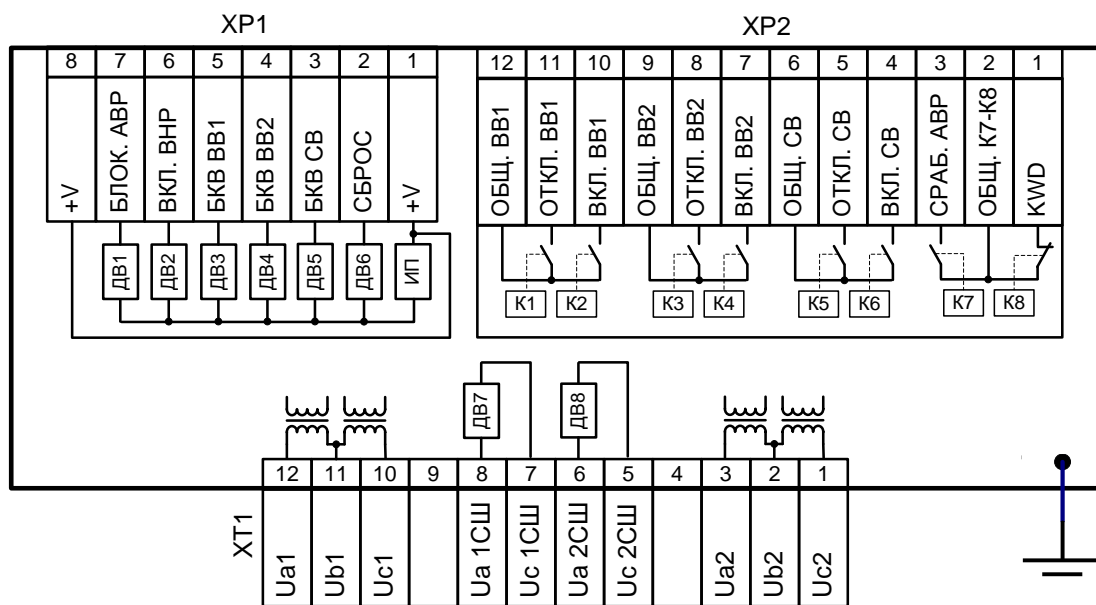 XP1
XP2
8 7 6 5 4 3 2 1
12 11 10 9 8 7 6 5 4 3 2 1
+V
БЛОК. АВР
ВКЛ. ВНР
БКВ ВВ1
БКВ ВВ2
БКВ СВ
СБРОС
+V
ОБЩ. ВВ1
ОТКЛ. ВВ1
ВКЛ. ВВ1
ОБЩ. ВВ2
ОТКЛ. ВВ2
ВКЛ. ВВ2
ОБЩ. СВ
ОТКЛ. СВ
ВКЛ. СВ
СРАБ. АВР
ОБЩ. К7-К8
KWD
ДВ1
ДВ2
ДВ3
ДВ4
ДВ5
ДВ6
ИП
К1 К2 К3 К4 К5 К6 К7 К8
ДВ7
ДВ8
12 11 10 9 8 7 6 5 4 3 2 1
XT1
Ua1
Ub1
Uc1
Ua 1СШ
Uc 1СШ
Ua 2СШ
Uc 2СШ
Ua2
Ub2
Uc2